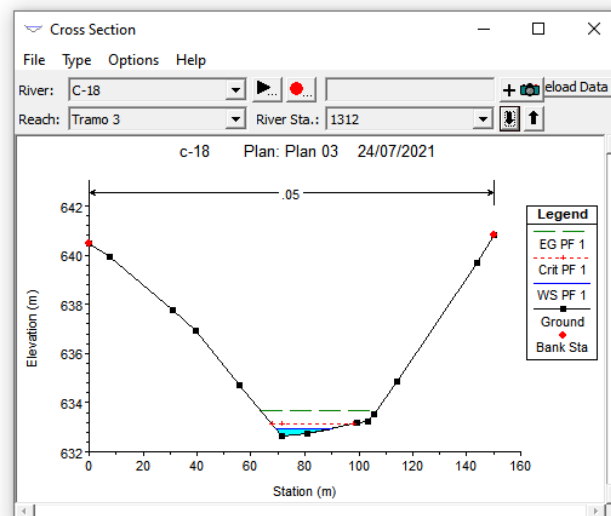 Cross Section
File Type Options Help
River: C-18 + eload Data
Reach: Tramo 3 River Sta.: 1312
c-18 Plan: Plan 03 24/07/2021
.05
Legend
EG PF 1
Crit PF 1
WS PF 1
Ground
Bank Sta
Elevation (m)
642
640
638
636
634
632
0 20 40 60 80 100 120 140 160
Station (m)